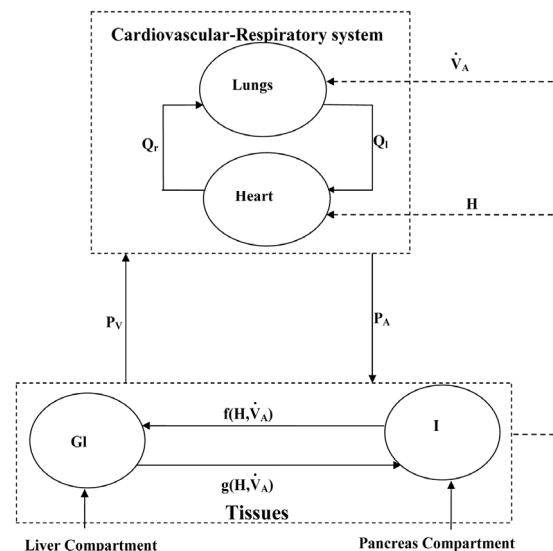 Cardiovascular-Respiratory system
Lungs
V̇A
Qr
Ql
Heart
H
PV
PA
f(H,V̇A)
Gl
I
g(H,V̇A)
Tissues
Liver Compartment
Pancreas Compartment